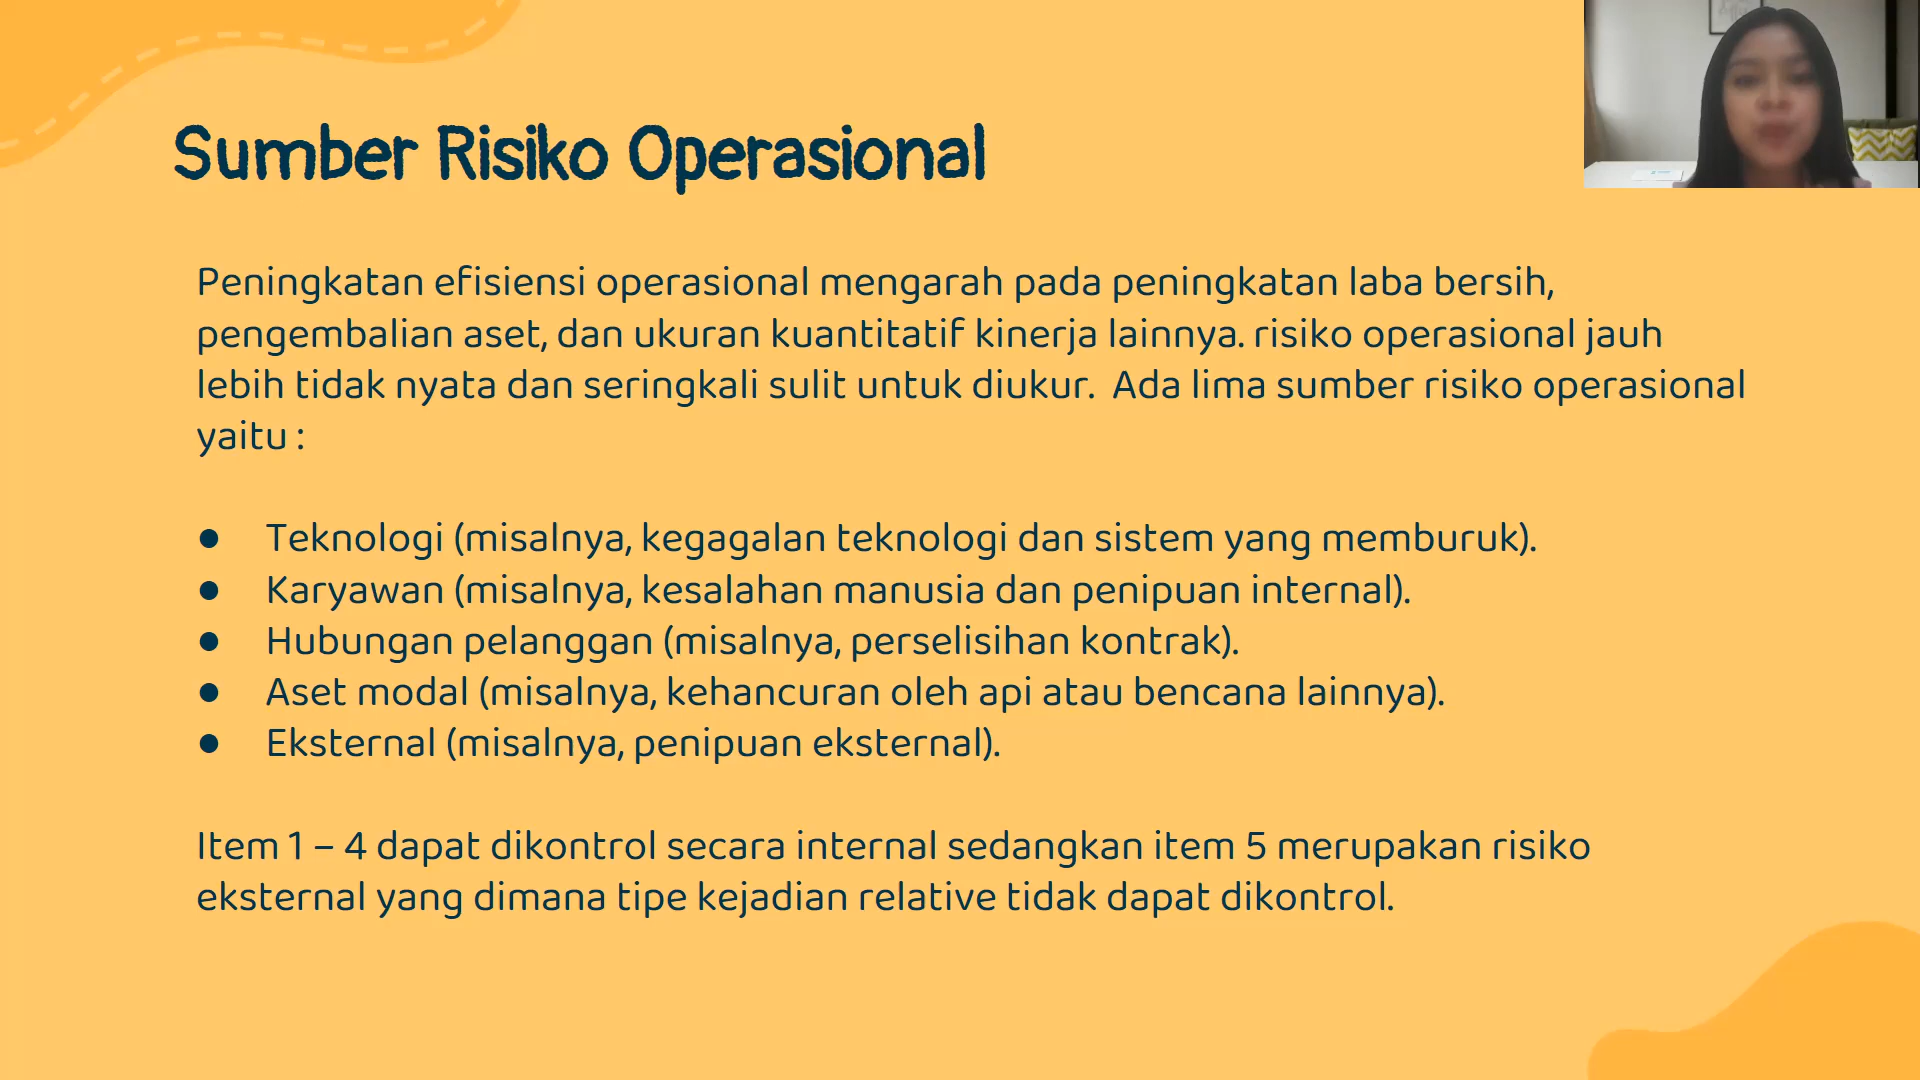 Sumber Risiko Operasional
Peningkatan efisiensi operasional mengarah pada peningkatan laba bersih,
pengembalian aset, dan ukuran kuantitatif kinerja lainnya. risiko operasional jauh
lebih tidak nyata dan seringkali sulit untuk diukur.  Ada lima sumber risiko operasional
yaitu :
● Teknologi (misalnya, kegagalan teknologi dan sistem yang memburuk).
● Karyawan (misalnya, kesalahan manusia dan penipuan internal).
● Hubungan pelanggan (misalnya, perselisihan kontrak).
● Aset modal (misalnya, kehancuran oleh api atau bencana lainnya).
● Eksternal (misalnya, penipuan eksternal).
Item 1 – 4 dapat dikontrol secara internal sedangkan item 5 merupakan risiko
eksternal yang dimana tipe kejadian relative tidak dapat dikontrol.